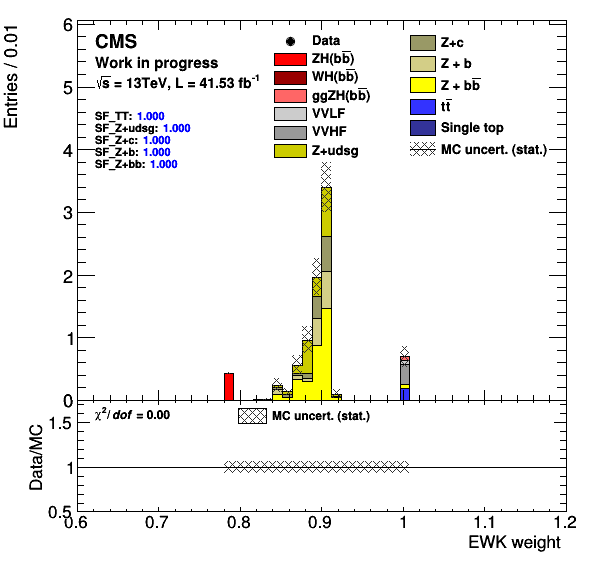 Entries / 0.01
6
5
4
3
2
1
0
CMS
Work in progress
√s = 13TeV, L = 41.53 fb⁻¹
SF_TT: 1.000
SF_Z+udsg: 1.000
SF_Z+c: 1.000
SF_Z+b: 1.000
SF_Z+bb: 1.000
Data
ZH(bb̅)
WH(bb̅)
ggZH(bb̅)
VVLF
VVHF
Z+udsg
Z+c
Z + b
Z + bb̅
tt̅
Single top
MC uncert. (stat.)
Data/MC
1.5
1
0.5
χ²/dof = 0.00
MC uncert. (stat.)
0.6 0.7 0.8 0.9 1 1.1 1.2
EWK weight